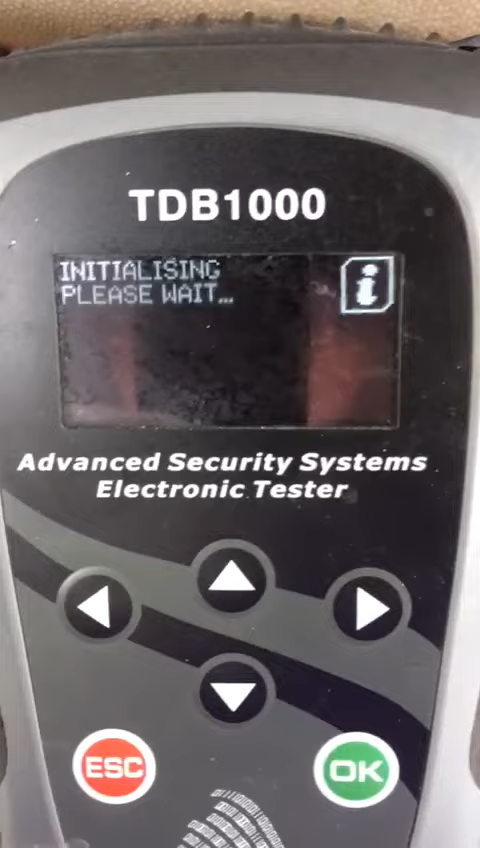 TDB1000
INITIALISING
PLEASE WAIT...
i
Advanced Security Systems
Electronic Tester
ESC
OK